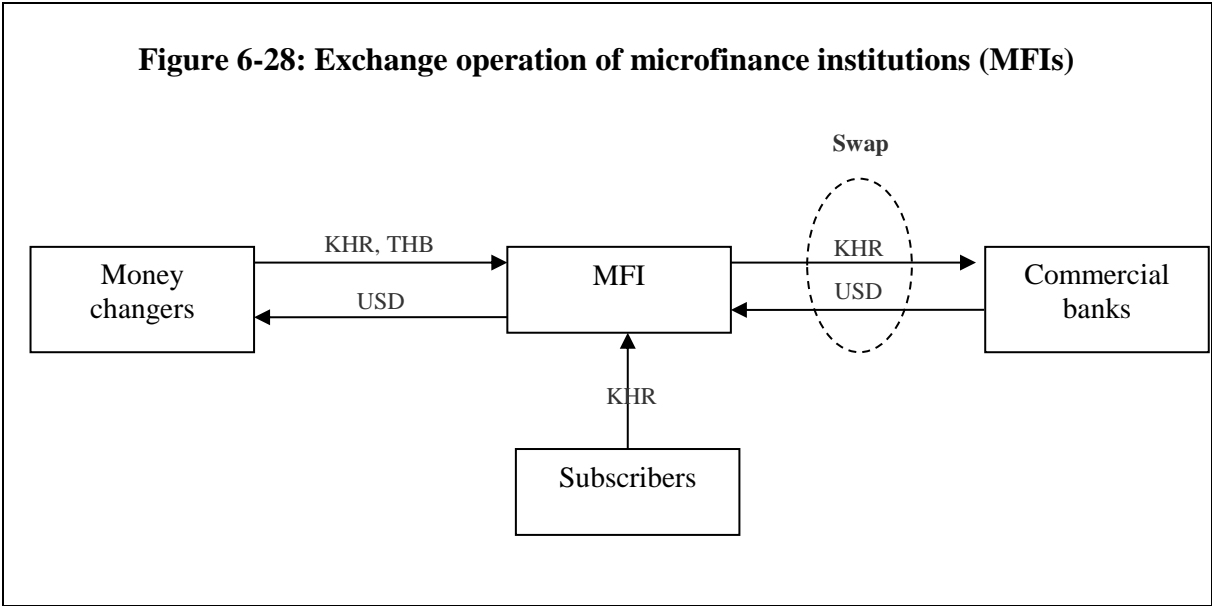 Figure 6-28: Exchange operation of microfinance institutions (MFIs)
Swap
KHR, THB
KHR
Money
changers
MFI
Commercial
banks
USD
USD
KHR
Subscribers